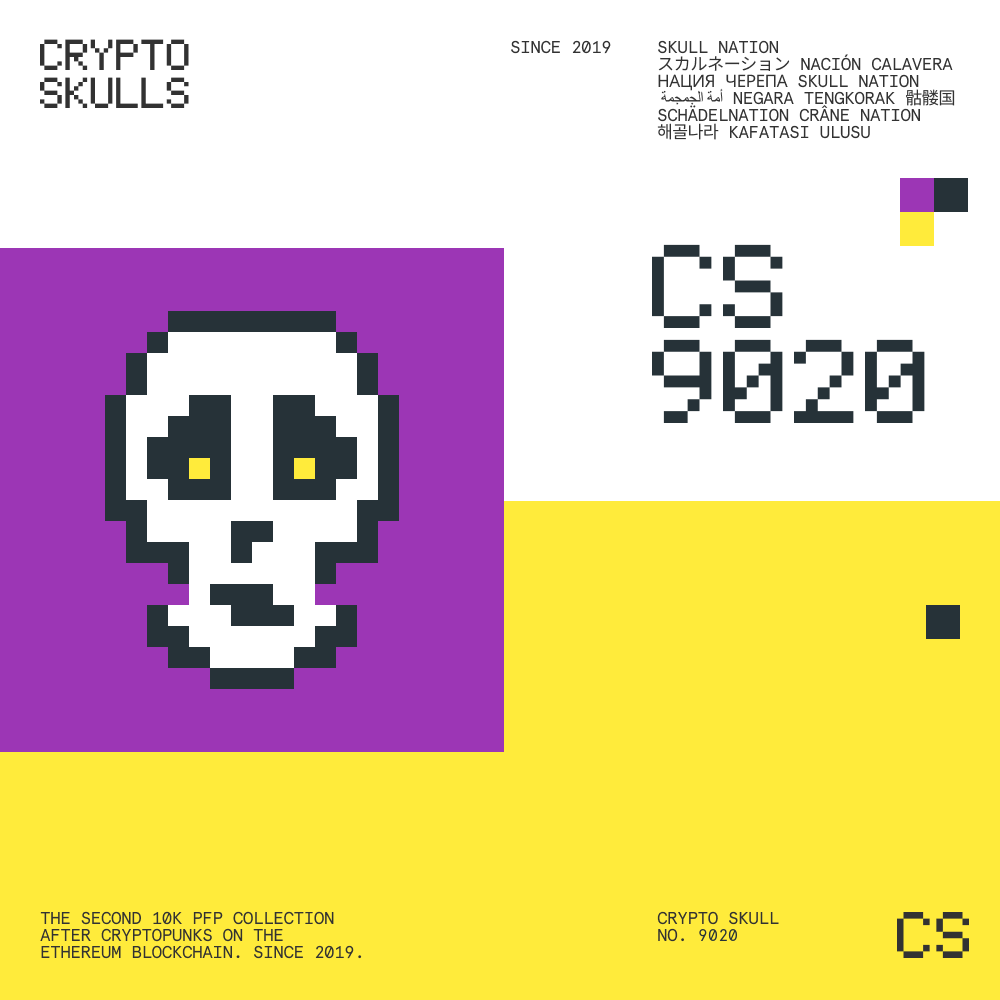 CRYPTO
SKULLS
SINCE 2019
SKULL NATION
スカルネーション NACIÓN CALAVERA
НАЦИЯ ЧЕРЕПА SKULL NATION
أمة الجمجمة NEGARA TENGKORAK 骷髅国
SCHÄDELNATION CRÂNE NATION
해골나라 KAFATASI ULUSU
CS
9020
THE SECOND 10K PFP COLLECTION
AFTER CRYPTOPUNKS ON THE
ETHEREUM BLOCKCHAIN. SINCE 2019.
CRYPTO SKULL
NO. 9020
CS